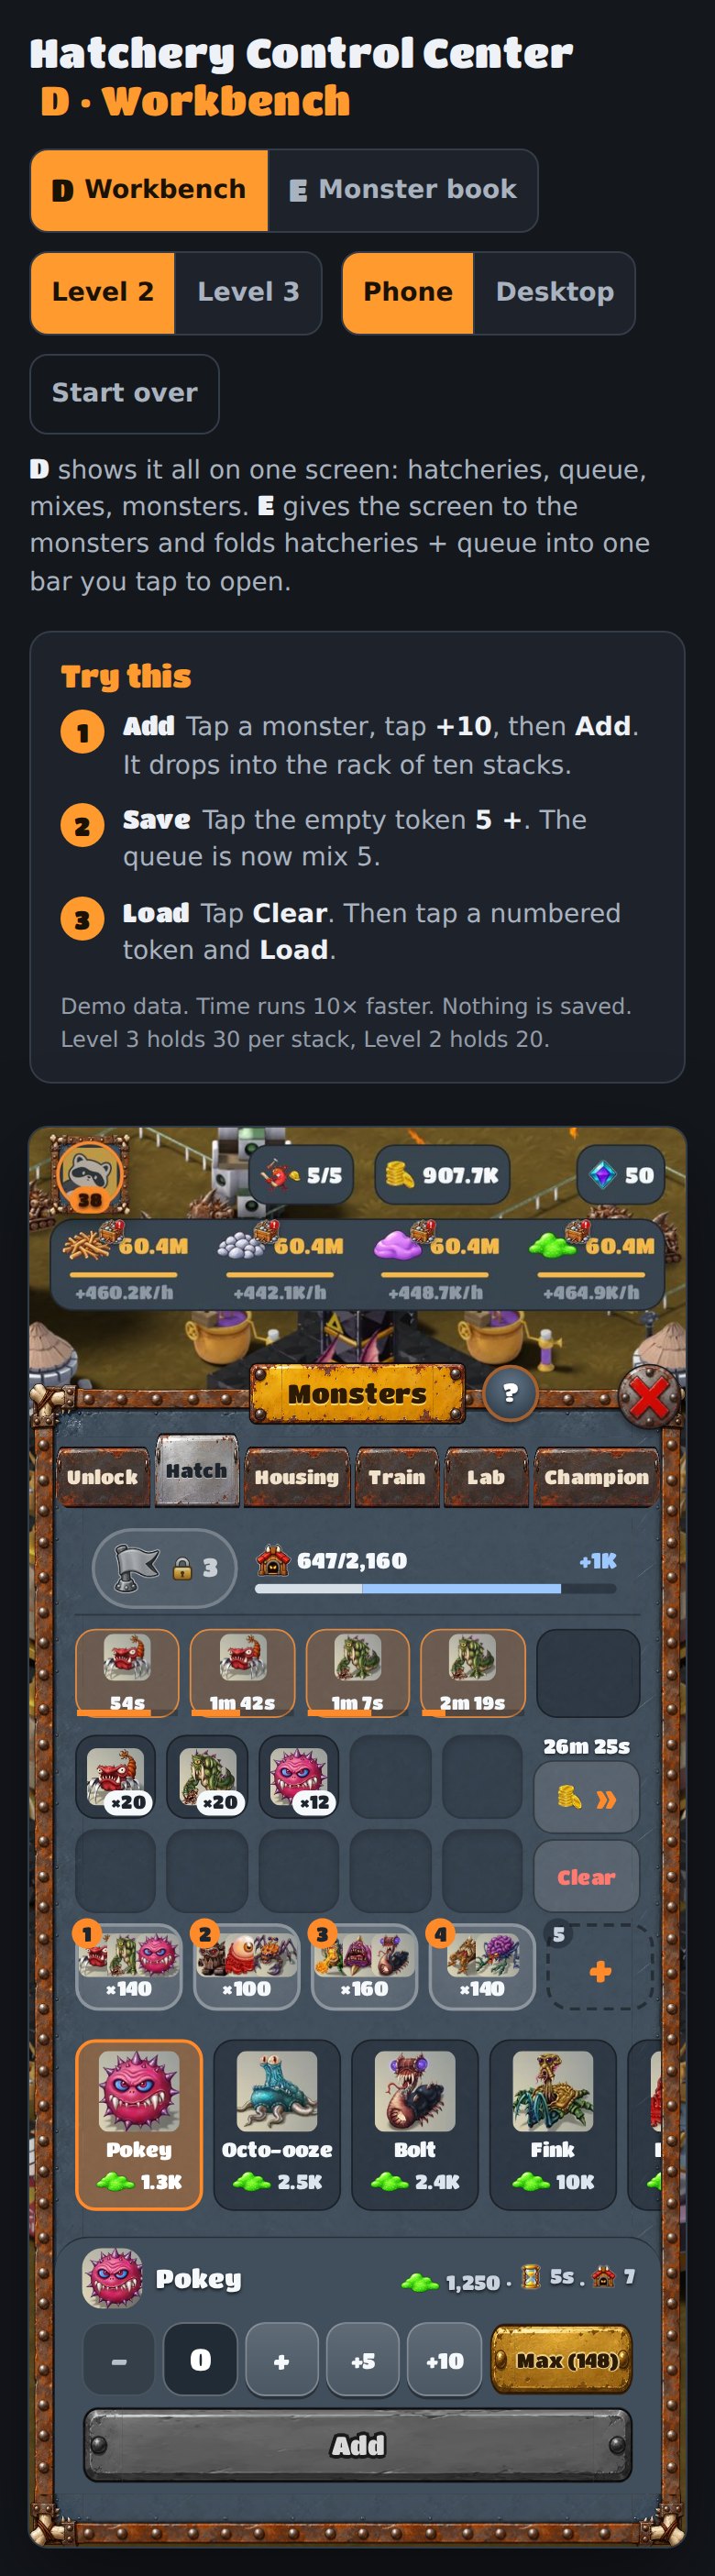 Hatchery Control Center
D · Workbench
D Workbench
E Monster book
Level 2
Level 3
Phone
Desktop
Start over
D shows it all on one screen: hatcheries, queue,
mixes, monsters. E gives the screen to the
monsters and folds hatcheries + queue into one
bar you tap to open.
Try this
1 Add Tap a monster, tap +10, then Add.
It drops into the rack of ten stacks.
2 Save Tap the empty token 5 +. The
queue is now mix 5.
3 Load Tap Clear. Then tap a numbered
token and Load.
Demo data. Time runs 10× faster. Nothing is saved.
Level 3 holds 30 per stack, Level 2 holds 20.
38
5/5
907.7K
50
60.4M
60.4M
60.4M
60.4M
+460.2K/h
+442.1K/h
+448.7K/h
+464.9K/h
Monsters
?
Unlock
Hatch
Housing
Train
Lab
Champion
3
647/2,160
+1K
54s
1m 42s
1m 7s
2m 19s
26m 25s
×20
×20
×12
»
Clear
1
2
3
4
5
×140
×100
×160
×140
+
Pokey
Octo-ooze
Bolt
Fink
1.3K
2.5K
2.4K
10K
Pokey
1,250 · 5s · 7
−
0
+
+5
+10
Max (148)
Add